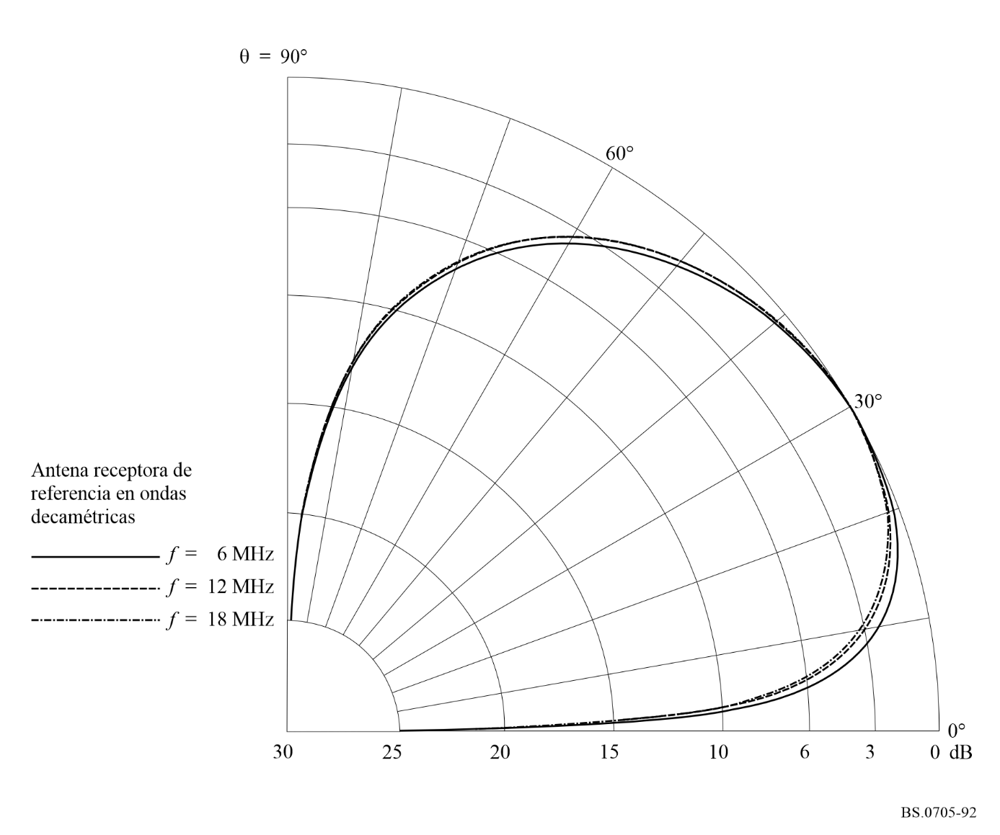 θ = 90°
60°
30°
Antena receptora de
referencia en ondas
decamétricas
f = 6 MHz
f = 12 MHz
f = 18 MHz
0°
30 25 20 15 10 6 3 0 dB
BS.0705-92